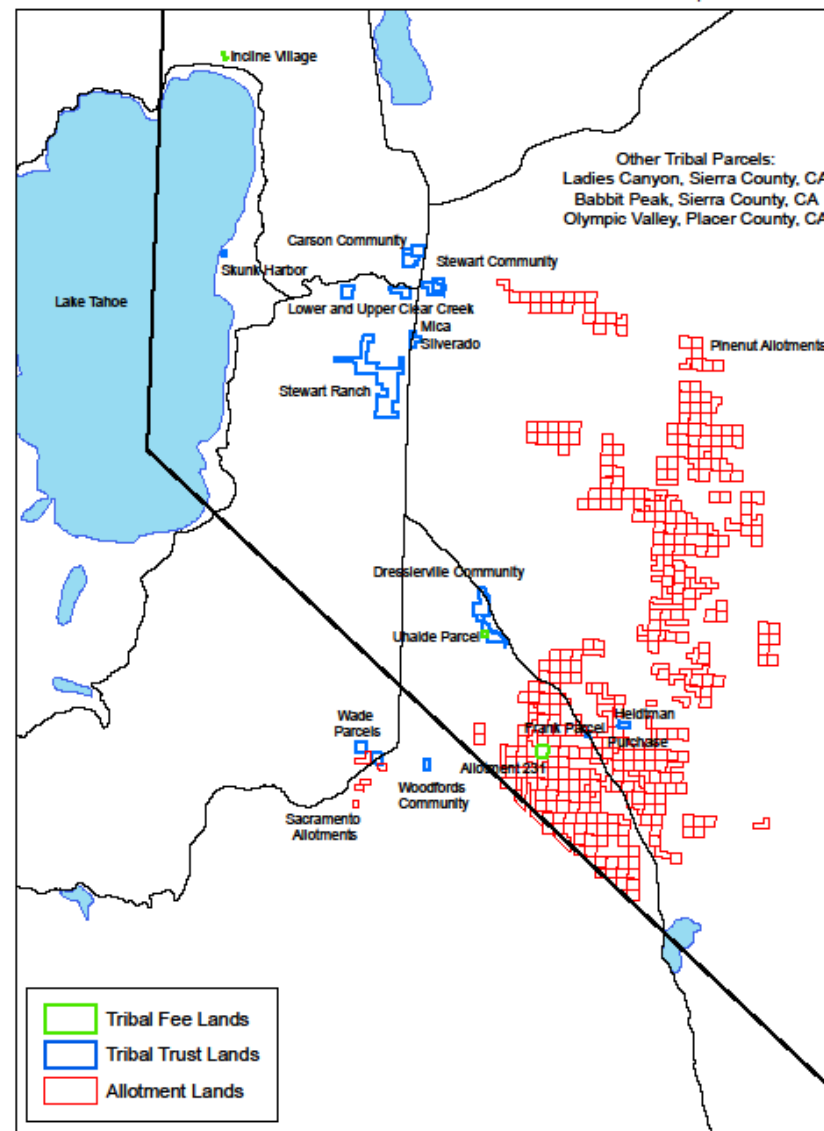 Incline Village
Other Tribal Parcels:
Ladies Canyon, Sierra County, CA
Babbit Peak, Sierra County, CA
Olympic Valley, Placer County, CA
Carson Community
Stewart Community
Skunk Harbor
Lake Tahoe
Lower and Upper Clear Creek
Mica
Silverado
Pinenut Allotments
Stewart Ranch
Dresslerville Community
Uhalde Parcel
Heidtman
Purchase
Frank Parcel
Wade
Parcels
Allotment 231
Woodfords
Community
Sacramento
Allotments
Tribal Fee Lands
Tribal Trust Lands
Allotment Lands